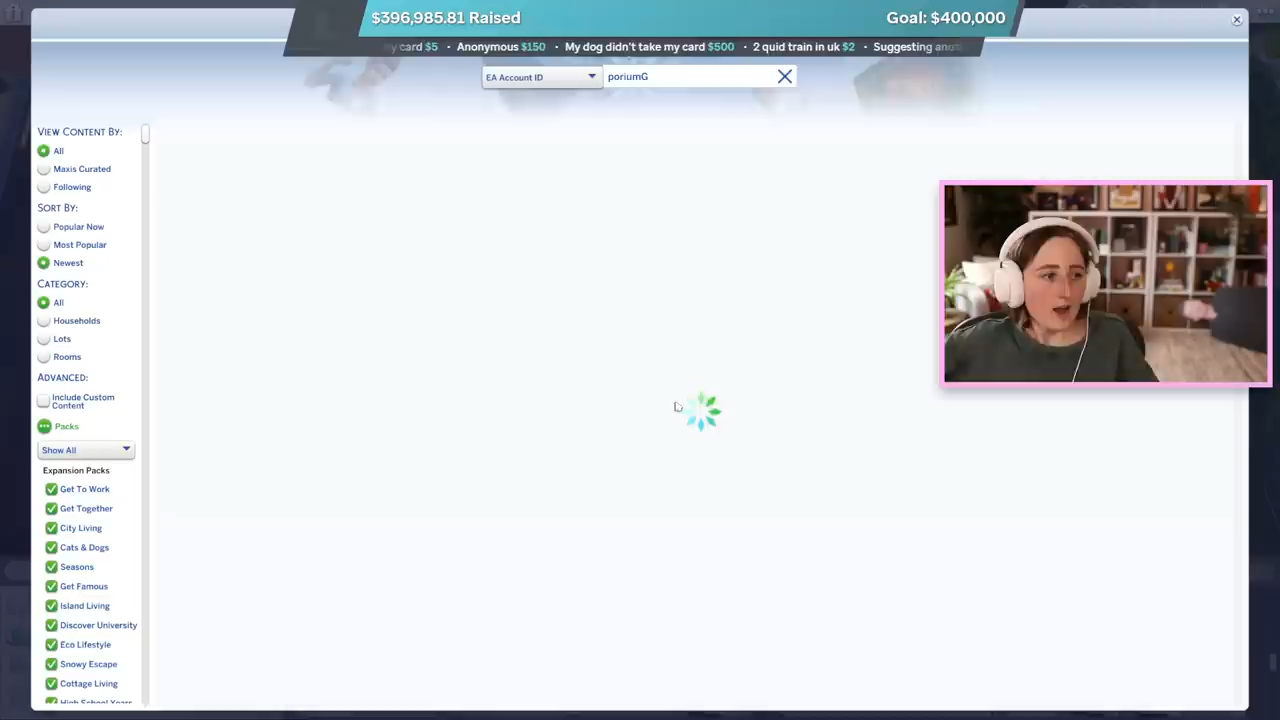 $396,985.81 Raised
Goal: $400,000
card $5 • Anonymous $150 • My dog didn't take my card $500 • 2 quid train in uk $2 • Suggesting
EA Account ID
poriumG
VIEW CONTENT BY:
All
Maxis Curated
Following
SORT BY:
Popular Now
Most Popular
Newest
CATEGORY:
All
Households
Lots
Rooms
ADVANCED:
Include Custom
Content
Packs
Show All
Expansion Packs
Get To Work
Get Together
City Living
Cats & Dogs
Seasons
Get Famous
Island Living
Discover University
Eco Lifestyle
Snowy Escape
Cottage Living
High School Years